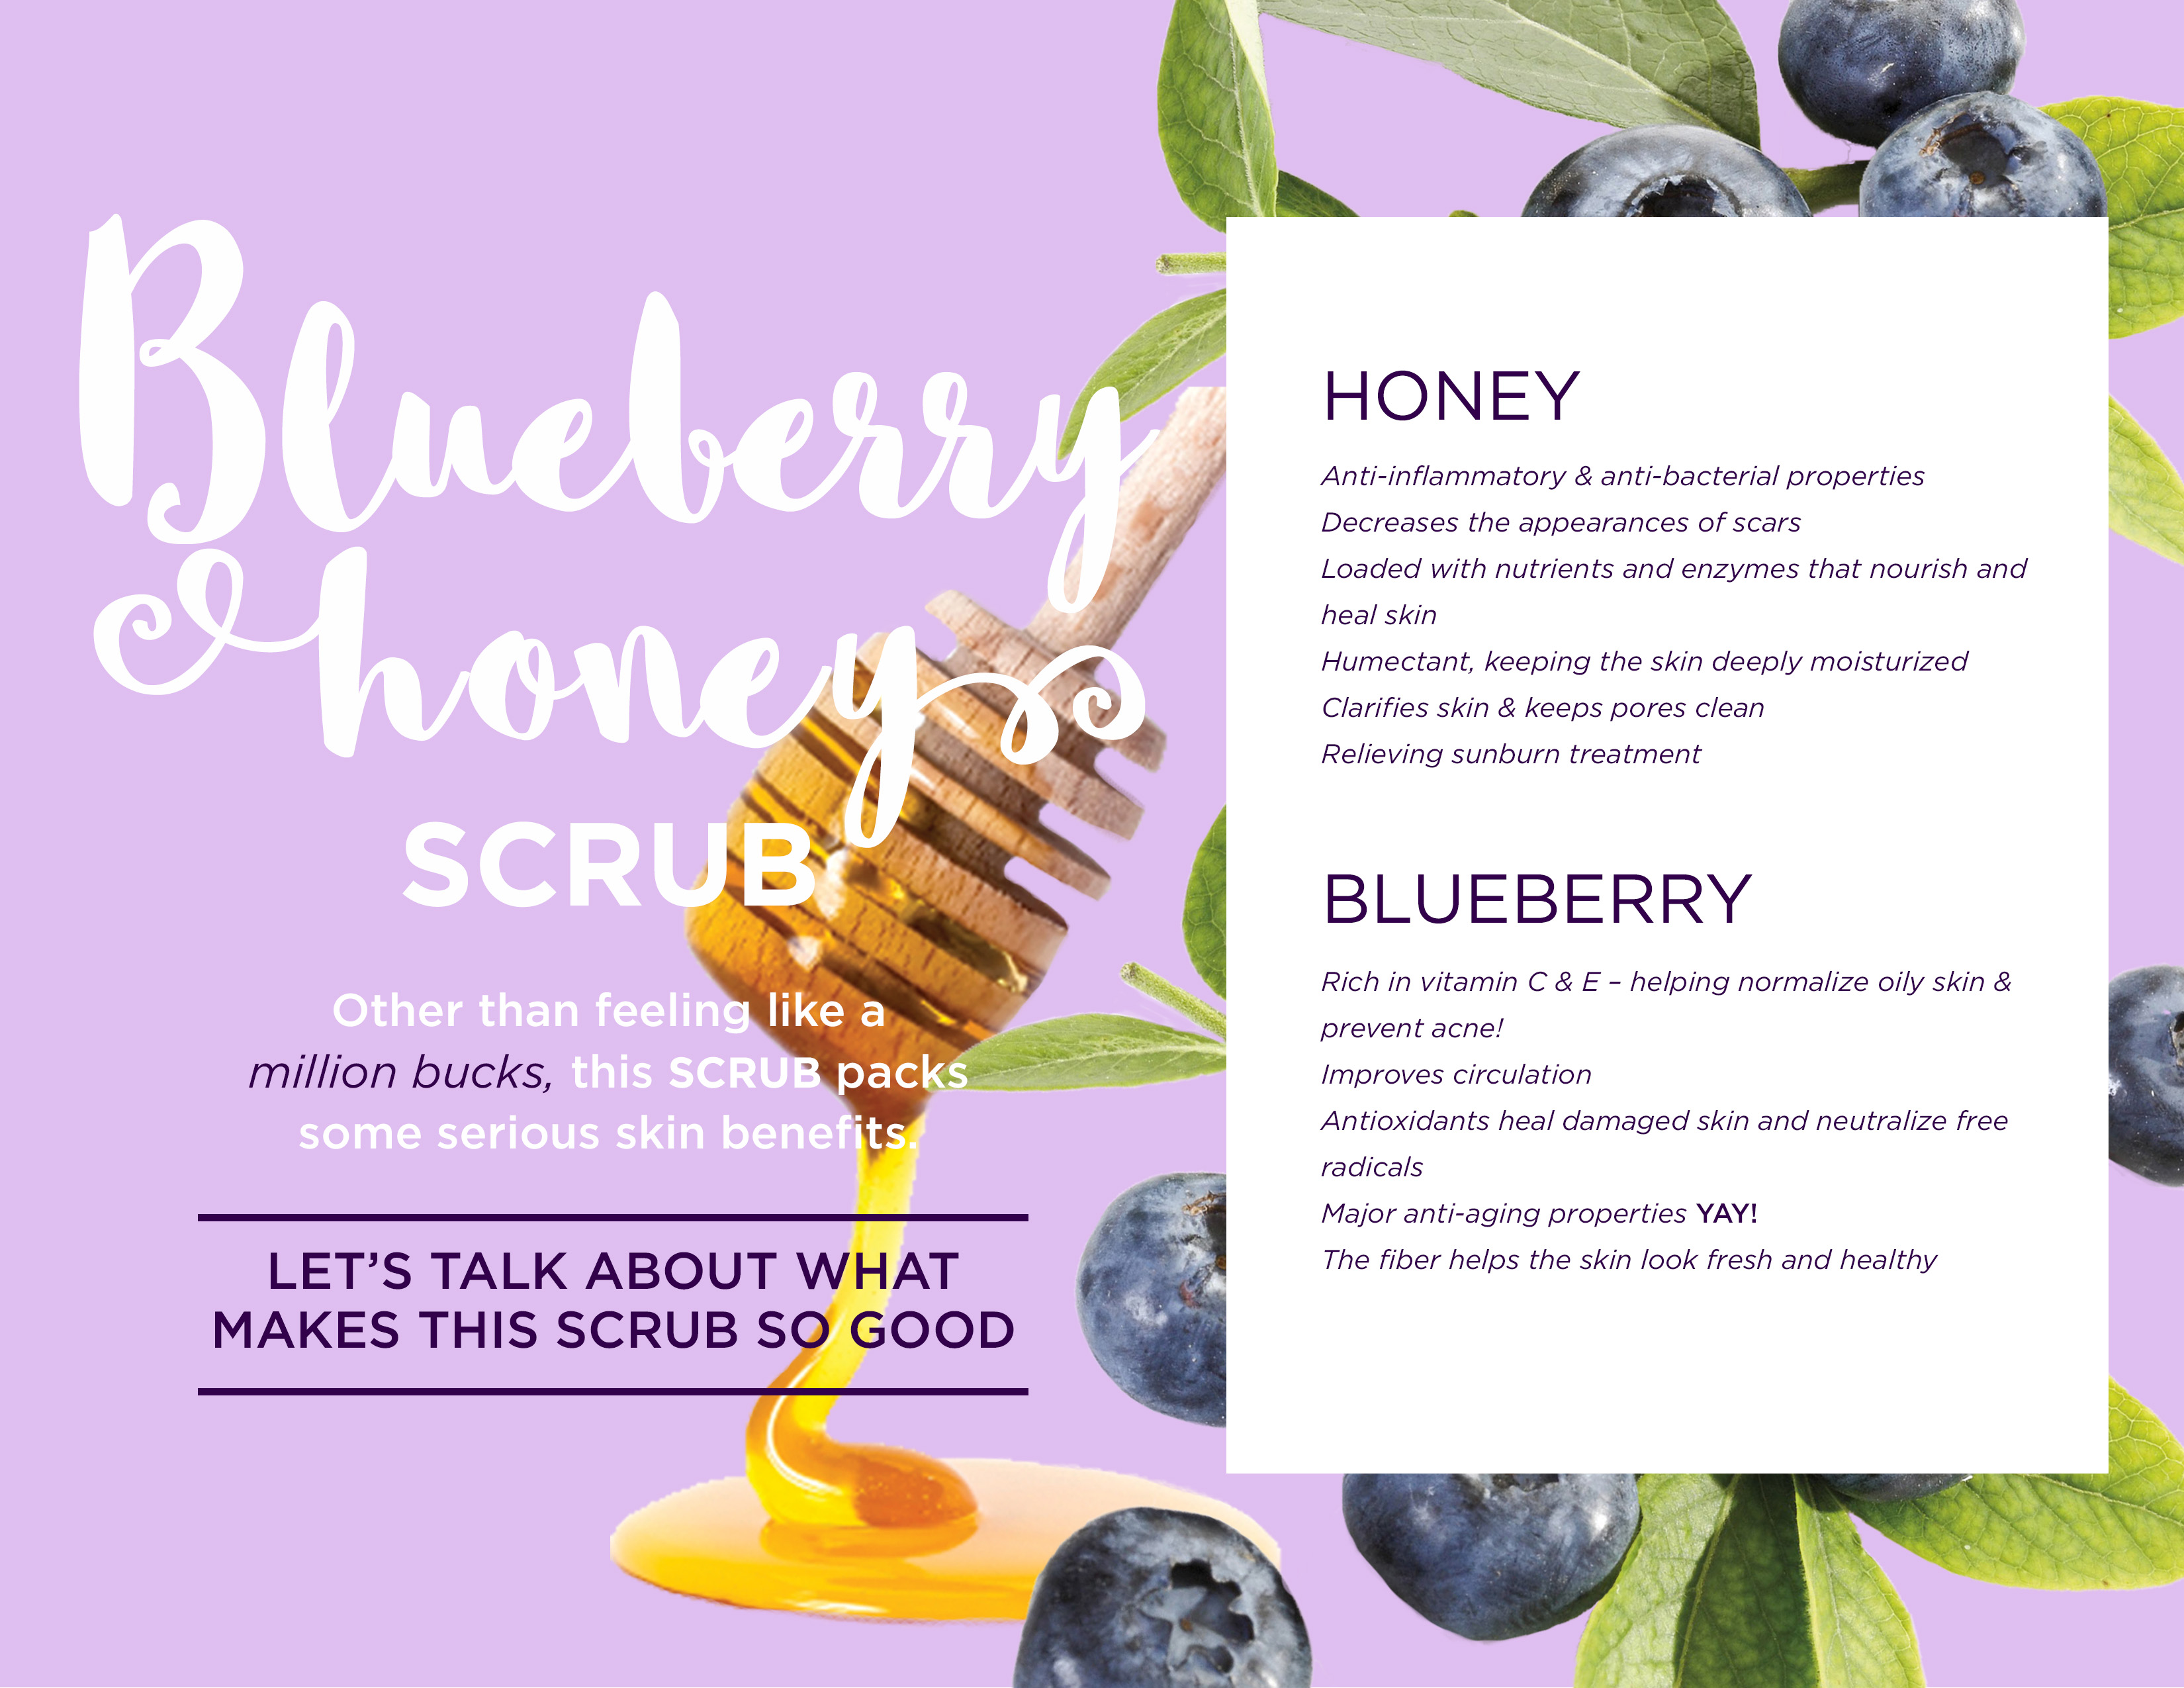 Blueberry
honey
SCRUB
Other than feeling like a
million bucks, this SCRUB packs
some serious skin benefits.
LET’S TALK ABOUT WHAT
MAKES THIS SCRUB SO GOOD
HONEY
Anti-inflammatory & anti-bacterial properties
Decreases the appearances of scars
Loaded with nutrients and enzymes that nourish and
heal skin
Humectant, keeping the skin deeply moisturized
Clarifies skin & keeps pores clean
Relieving sunburn treatment
BLUEBERRY
Rich in vitamin C & E – helping normalize oily skin &
prevent acne!
Improves circulation
Antioxidants heal damaged skin and neutralize free
radicals
Major anti-aging properties YAY!
The fiber helps the skin look fresh and healthy